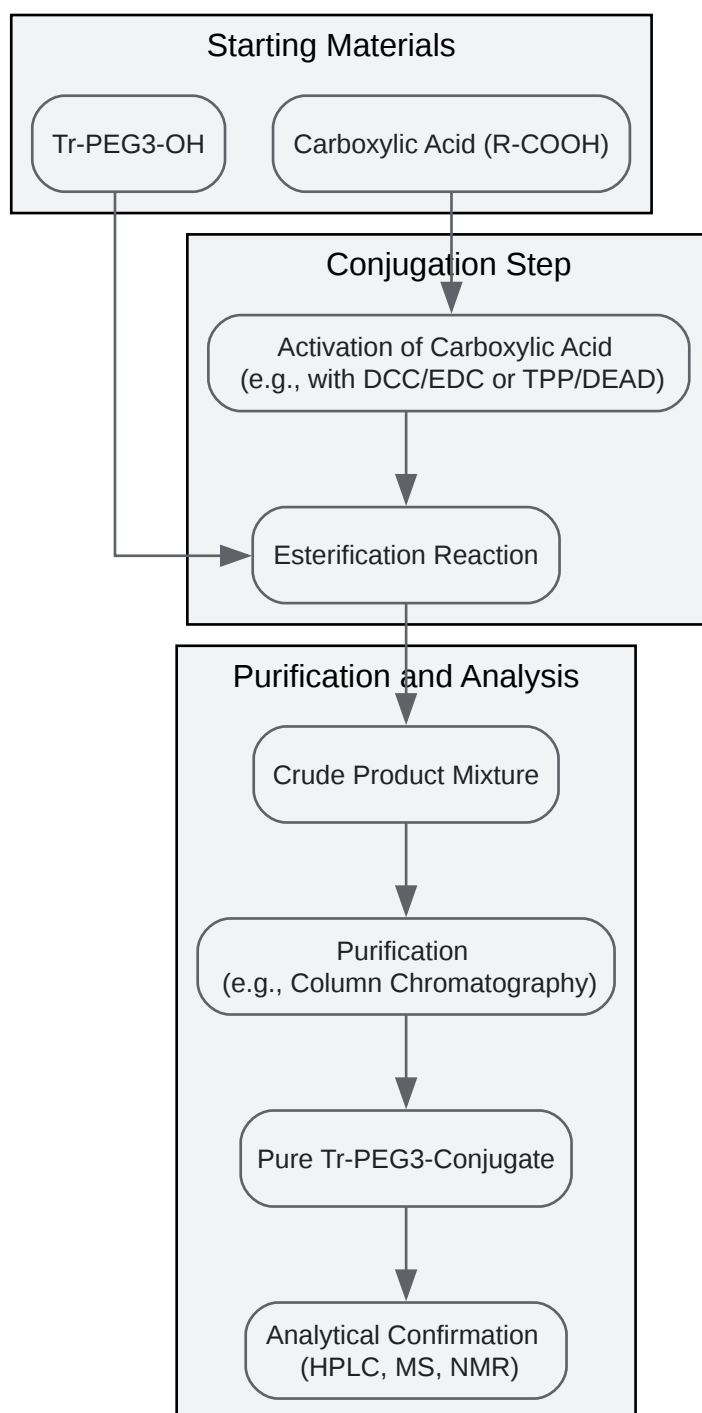 Starting Materials
Tr-PEG3-OH
Carboxylic Acid (R-COOH)
Conjugation Step
Activation of Carboxylic Acid
(e.g., with DCC/EDC or TPP/DEAD)
Esterification Reaction
Purification and Analysis
Crude Product Mixture
Purification
(e.g., Column Chromatography)
Pure Tr-PEG3-Conjugate
Analytical Confirmation
(HPLC, MS, NMR)